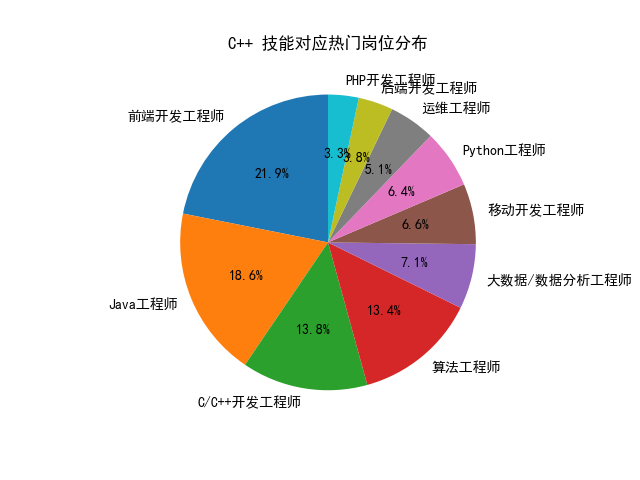 C++ 技能对应热门岗位分布
PHP开发工程师
后端开发工程师
运维工程师
Python工程师
移动开发工程师
大数据/数据分析工程师
算法工程师
C/C++开发工程师
Java工程师
前端开发工程师
3.3%
3.8%
5.1%
6.4%
6.6%
7.1%
13.4%
13.8%
18.6%
21.9%